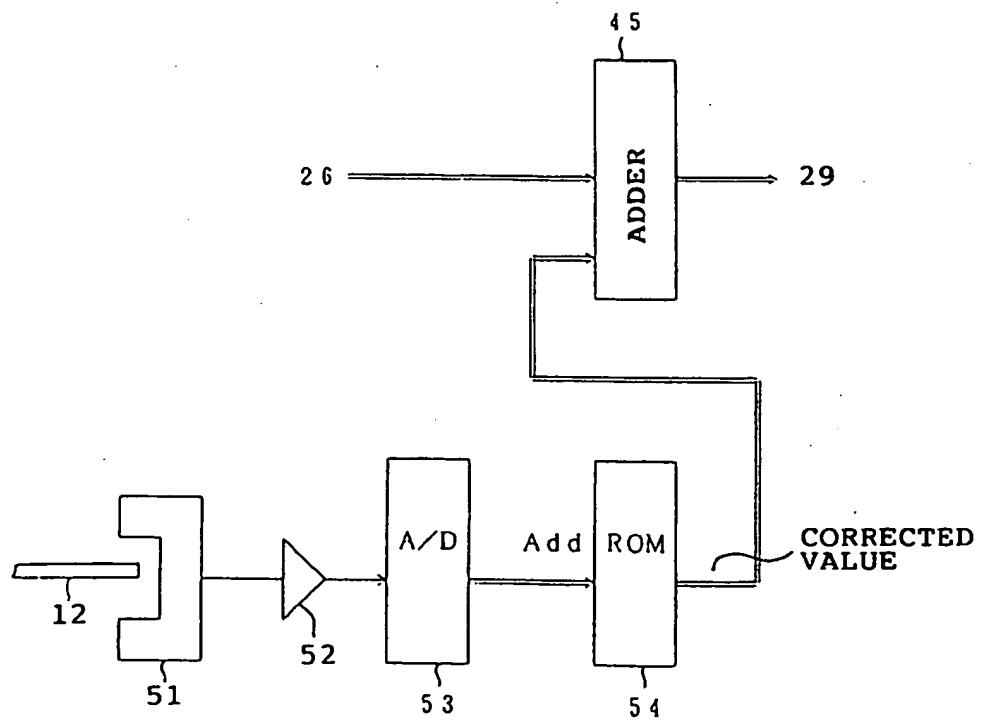 45
26
ADDER
29
A/D
Add
ROM
CORRECTED
VALUE
12
52
51
53
54